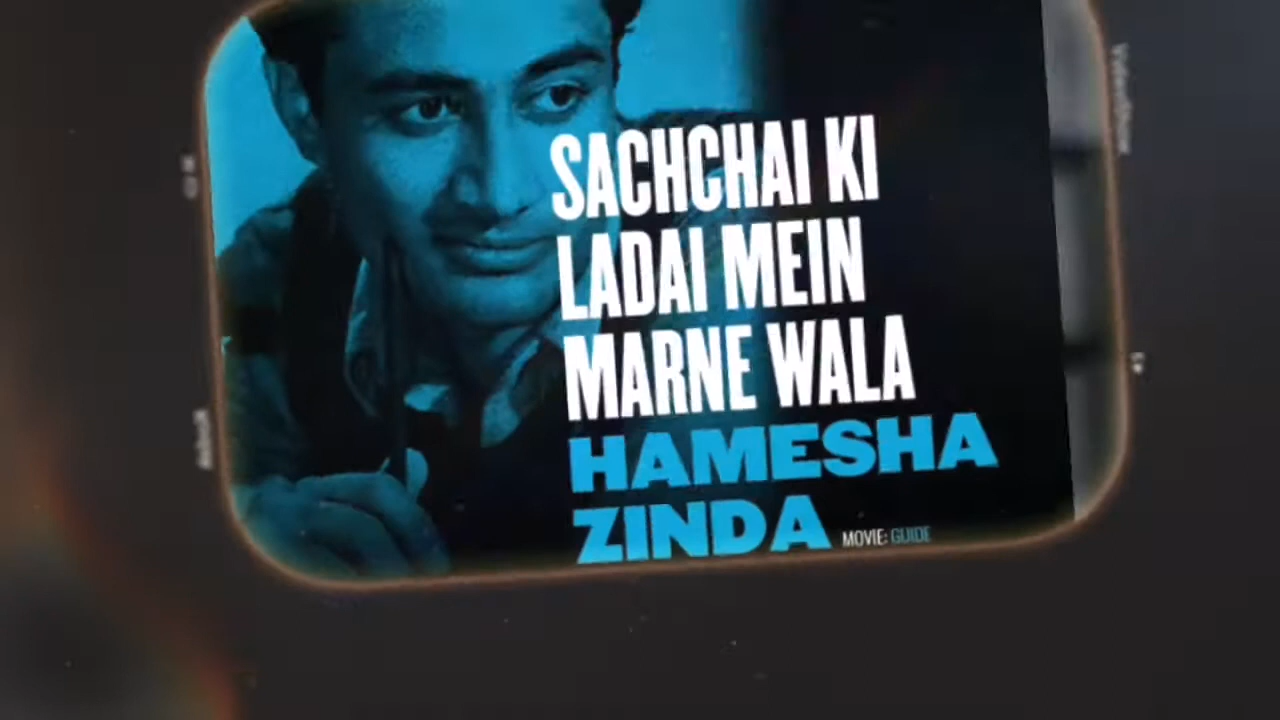 SACHCHAI KI
LADAI MEIN
MARNE WALA
HAMESHA
ZINDA
MOVIE: GUIDE